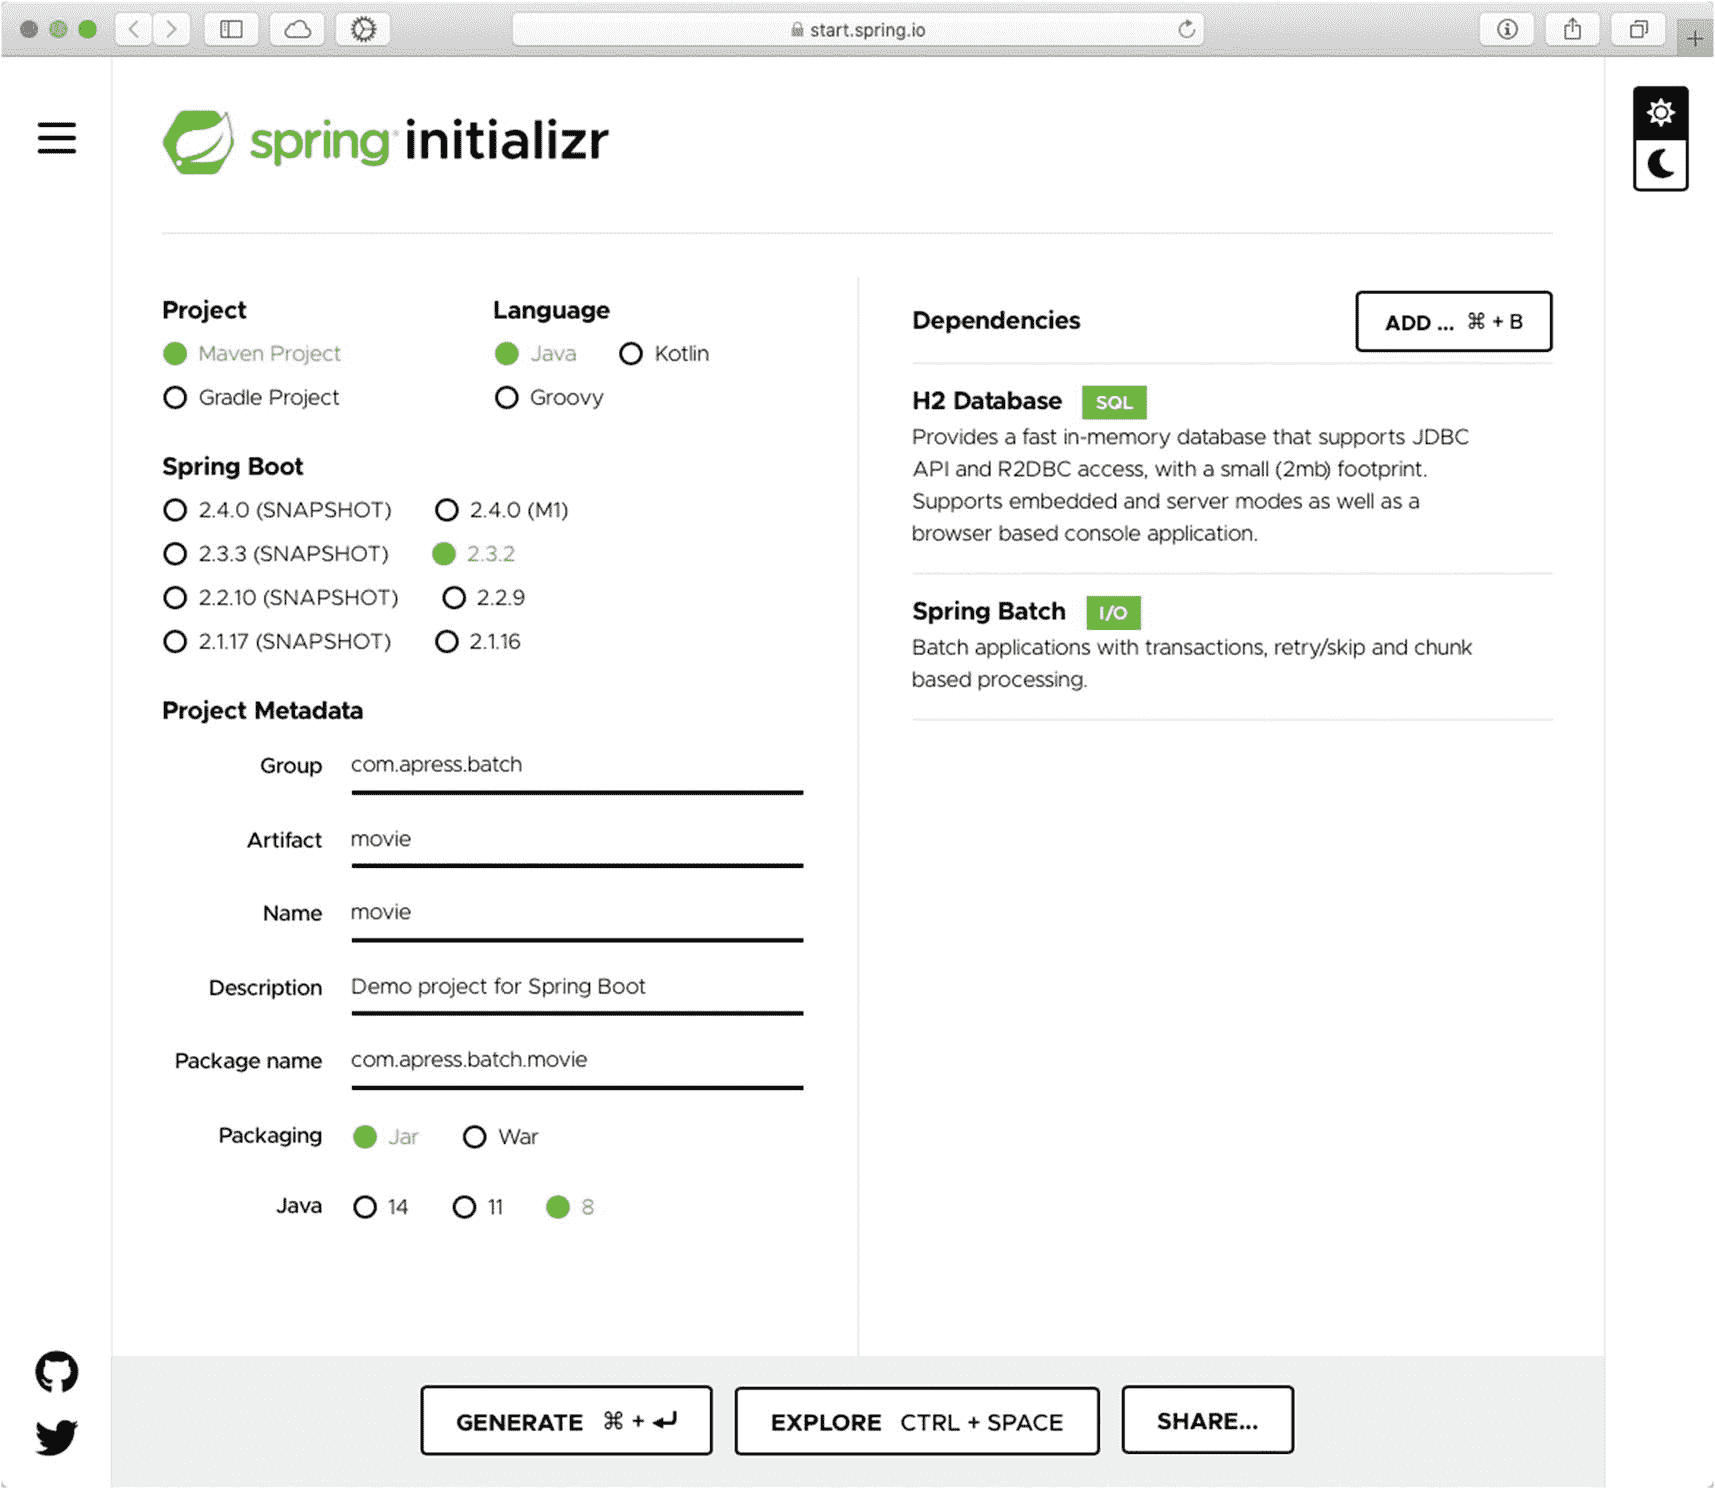 start.spring.io
spring initializr
Project
Maven Project
Gradle Project
Language
Java Kotlin
Groovy
Spring Boot
2.4.0 (SNAPSHOT) 2.4.0 (M1)
2.3.3 (SNAPSHOT) 2.3.2
2.2.10 (SNAPSHOT) 2.2.9
2.1.17 (SNAPSHOT) 2.1.16
Project Metadata
Group com.apress.batch
Artifact movie
Name movie
Description Demo project for Spring Boot
Package name com.apress.batch.movie
Packaging Jar War
Java 14 11 8
Dependencies
ADD ... ⌘ + B
H2 Database SQL
Provides a fast in-memory database that supports JDBC
API and R2DBC access, with a small (2mb) footprint.
Supports embedded and server modes as well as a
browser based console application.
Spring Batch I/O
Batch applications with transactions, retry/skip and chunk
based processing.
GENERATE ⌘ + ↵
EXPLORE CTRL + SPACE
SHARE...